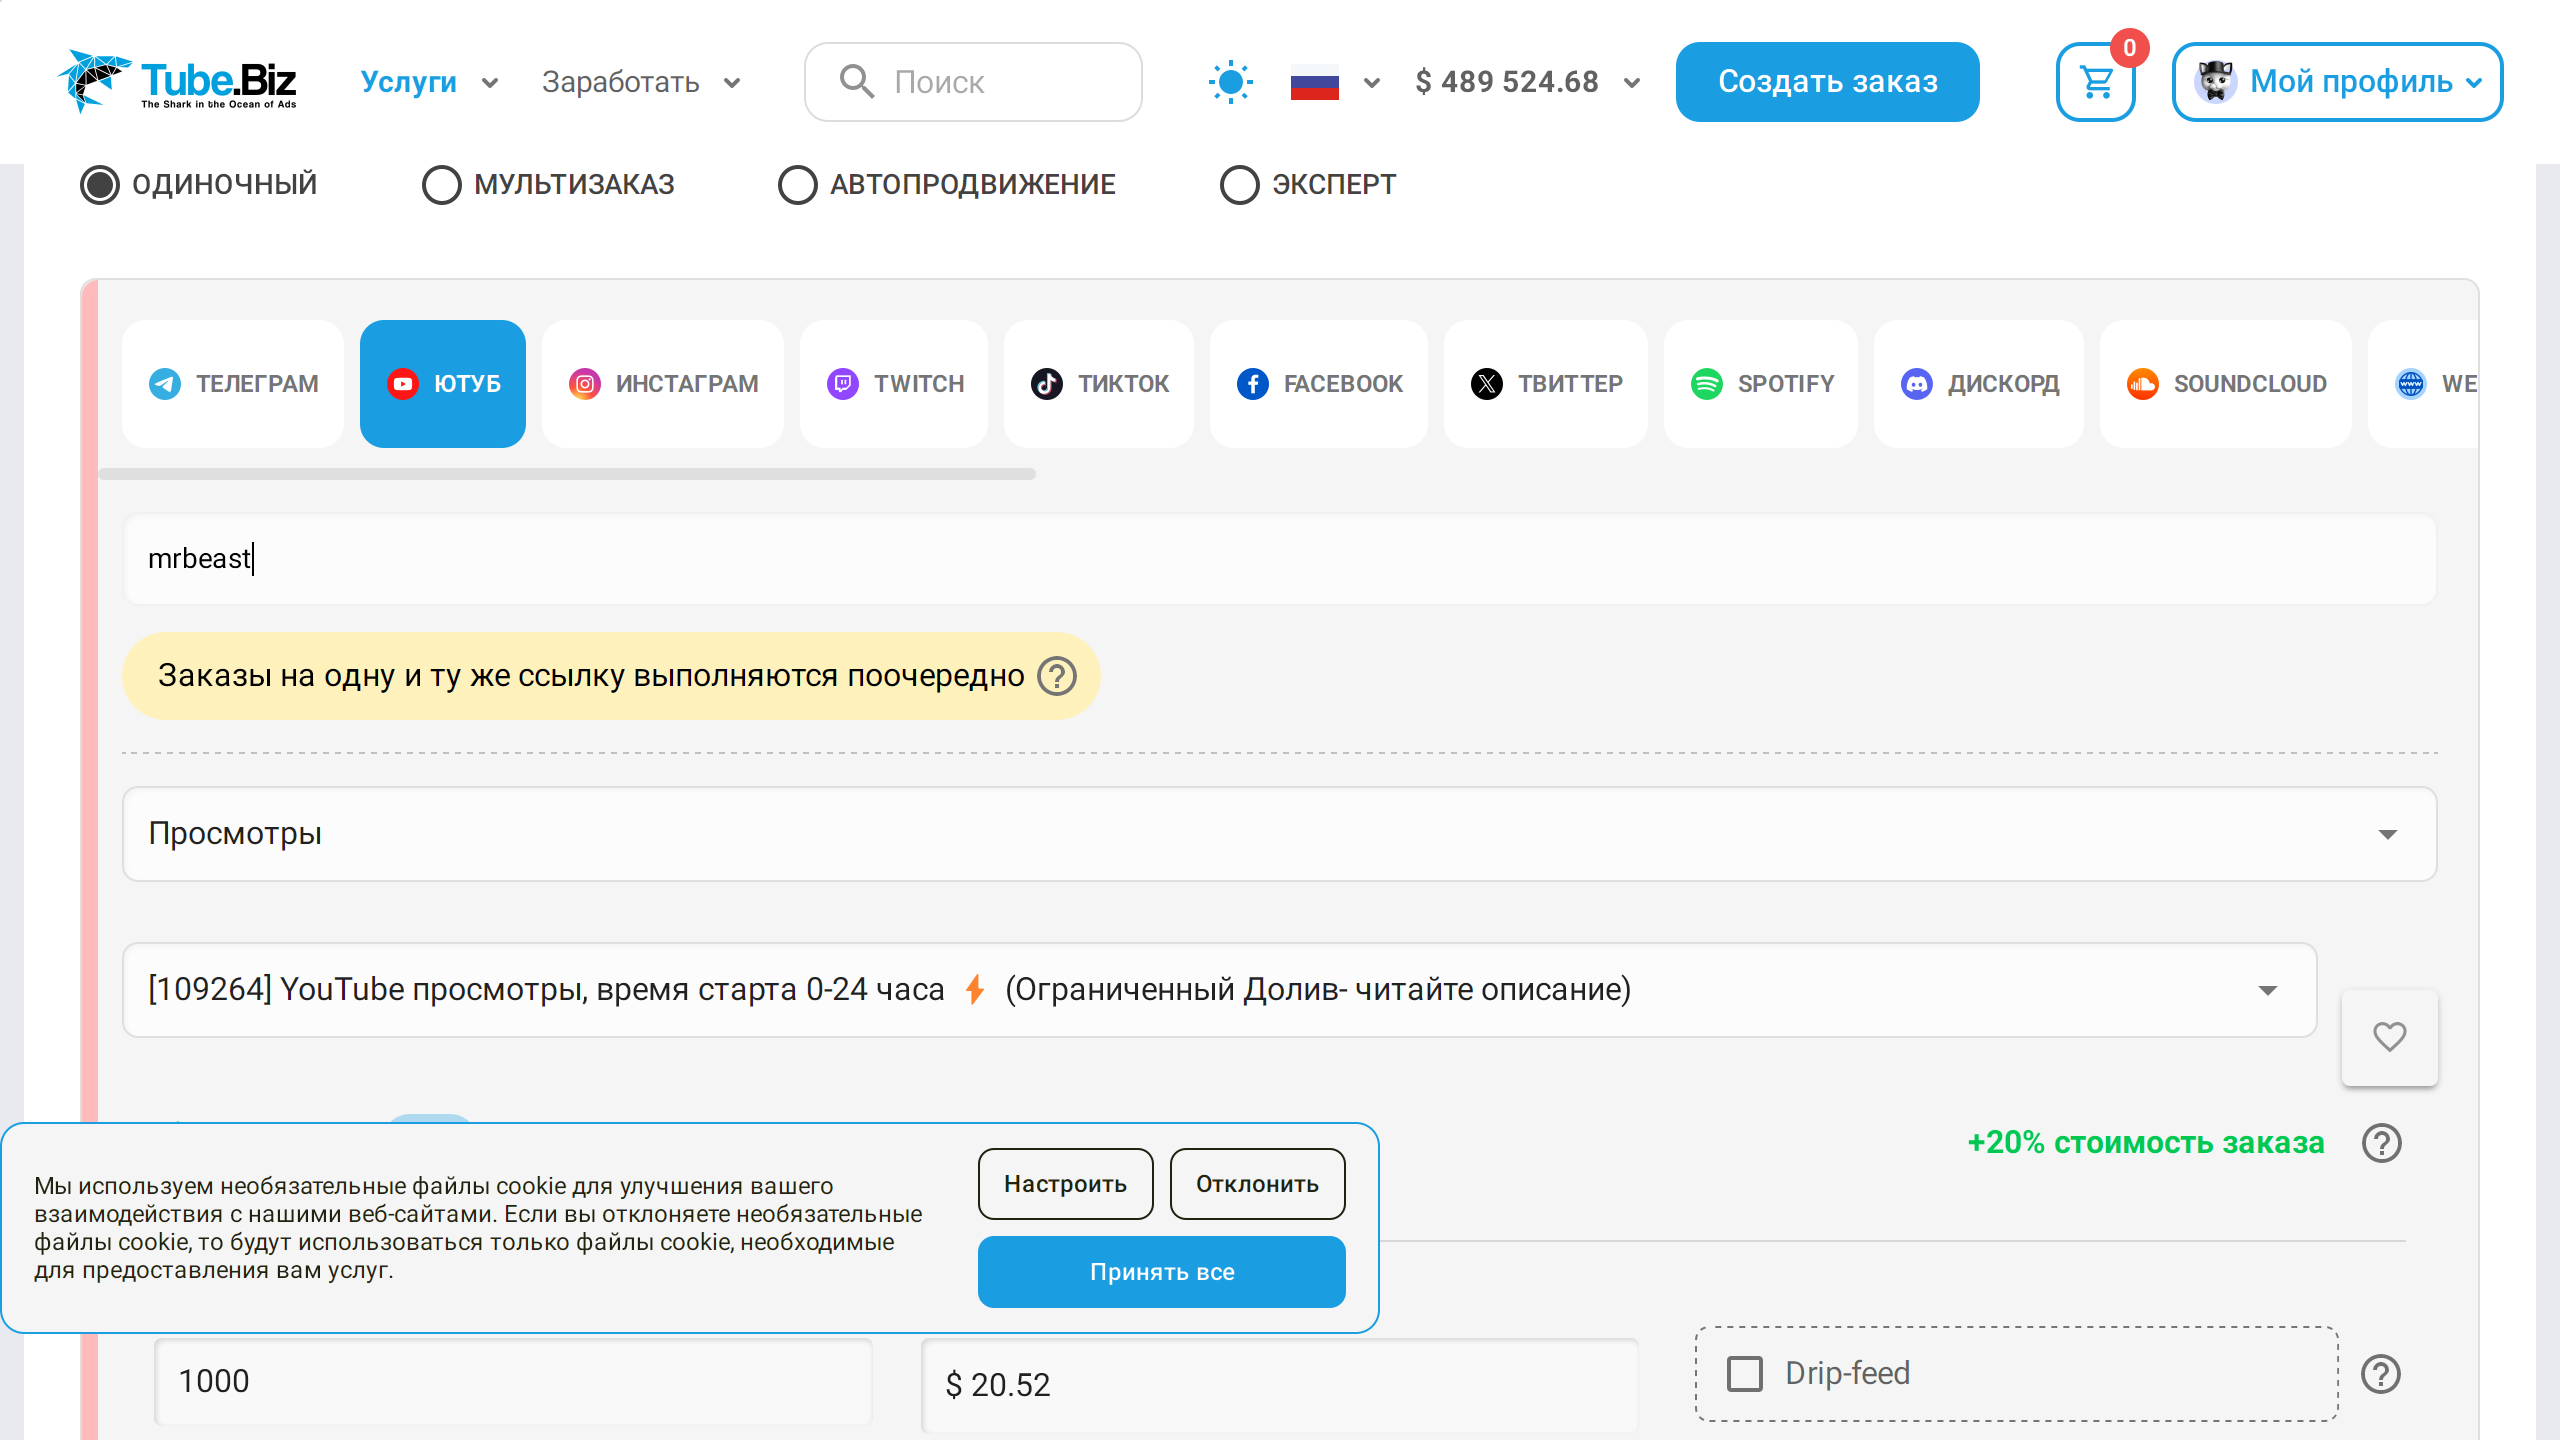 Tube.Biz
The Shark in the Ocean of Ads
Услуги
Заработать
Поиск
$ 489 524.68
Создать заказ
0
Мой профиль
ОДИНОЧНЫЙ
МУЛЬТИЗАКАЗ
АВТОПРОДВИЖЕНИЕ
ЭКСПЕРТ
ТЕЛЕГРАМ
ЮТУБ
ИНСТАГРАМ
TWITCH
ТИКТОК
FACEBOOK
ТВИТТЕР
SPOTIFY
ДИСКОРД
SOUNDCLOUD
WE
mrbeast
Заказы на одну и ту же ссылку выполняются поочередно
Просмотры
[109264] YouTube просмотры, время старта 0-24 часа ⚡ (Ограниченный Долив- читайте описание)
+20% стоимость заказа
Мы используем необязательные файлы cookie для улучшения вашего
взаимодействия с нашими веб-сайтами. Если вы отклоняете необязательные
файлы cookie, то будут использоваться только файлы cookie, необходимые
для предоставления вам услуг.
Настроить
Отклонить
Принять все
1000
$ 20.52
Drip-feed